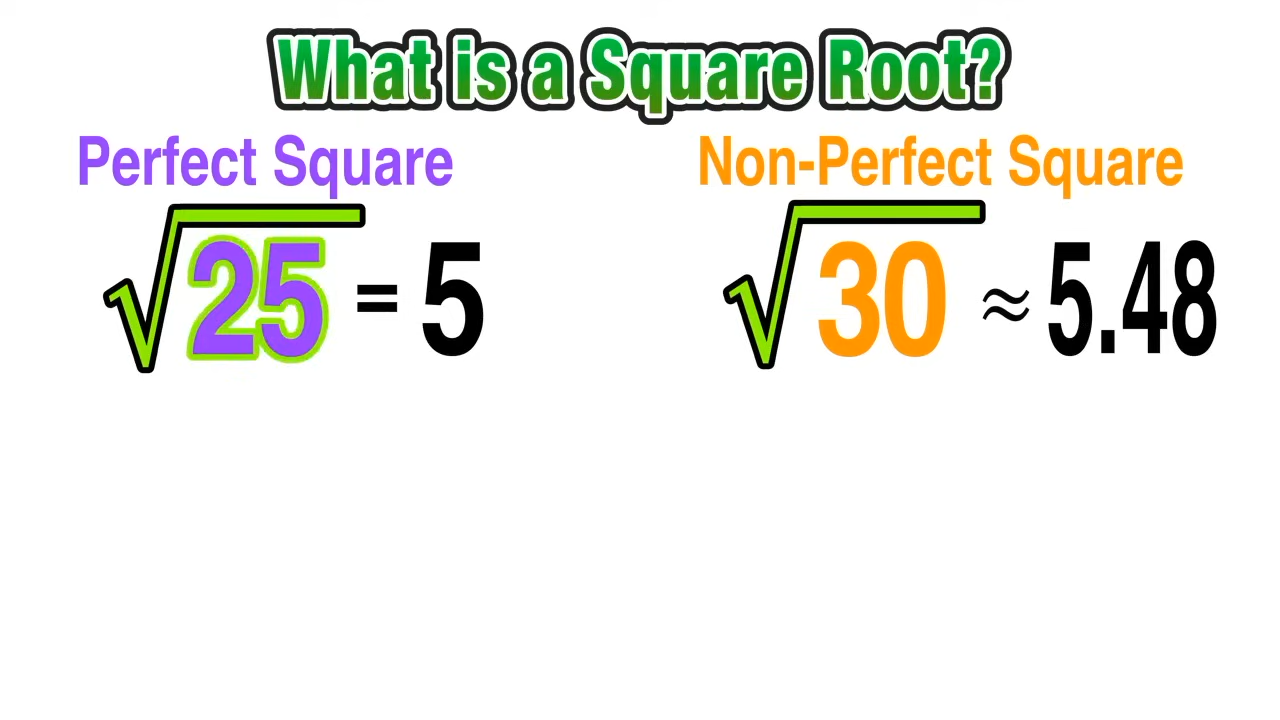 What is a Square Root?
Perfect Square
Non-Perfect Square
√25 = 5
√30 ≈ 5.48